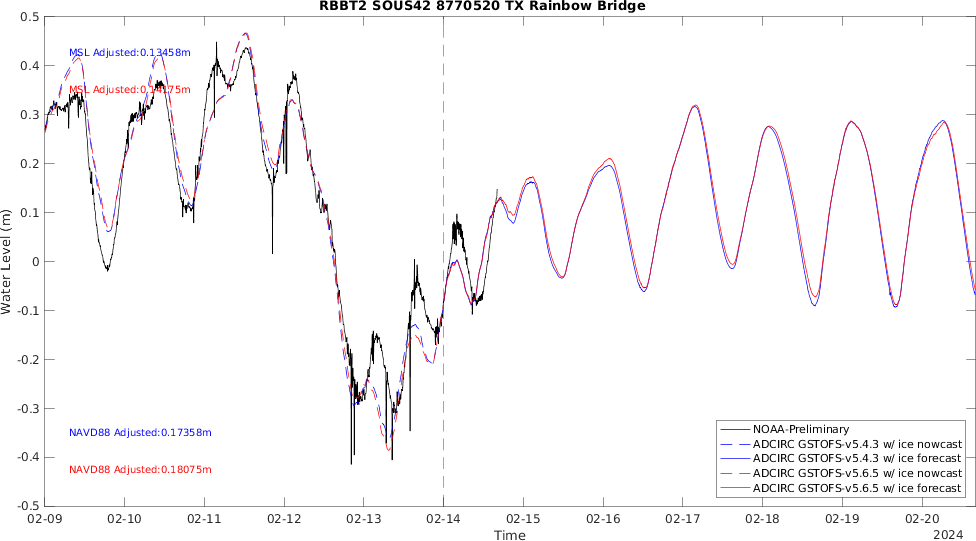 RBBT2 SOUS42 8770520 TX Rainbow Bridge
0.5
MSL Adjusted:0.13458m
0.4
MSL Adjusted:0.14175m
0.3
0.2
0.1
0
-0.1
-0.2
-0.3
NAVD88 Adjusted:0.17358m
-0.4
NAVD88 Adjusted:0.18075m
-0.5
Water Level (m)
NOAA-Preliminary
ADCIRC GSTOFS-v5.4.3 w/ ice nowcast
ADCIRC GSTOFS-v5.4.3 w/ ice forecast
ADCIRC GSTOFS-v5.6.5 w/ ice nowcast
ADCIRC GSTOFS-v5.6.5 w/ ice forecast
02-09 02-10 02-11 02-12 02-13 02-14 02-15 02-16 02-17 02-18 02-19 02-20
Time
2024